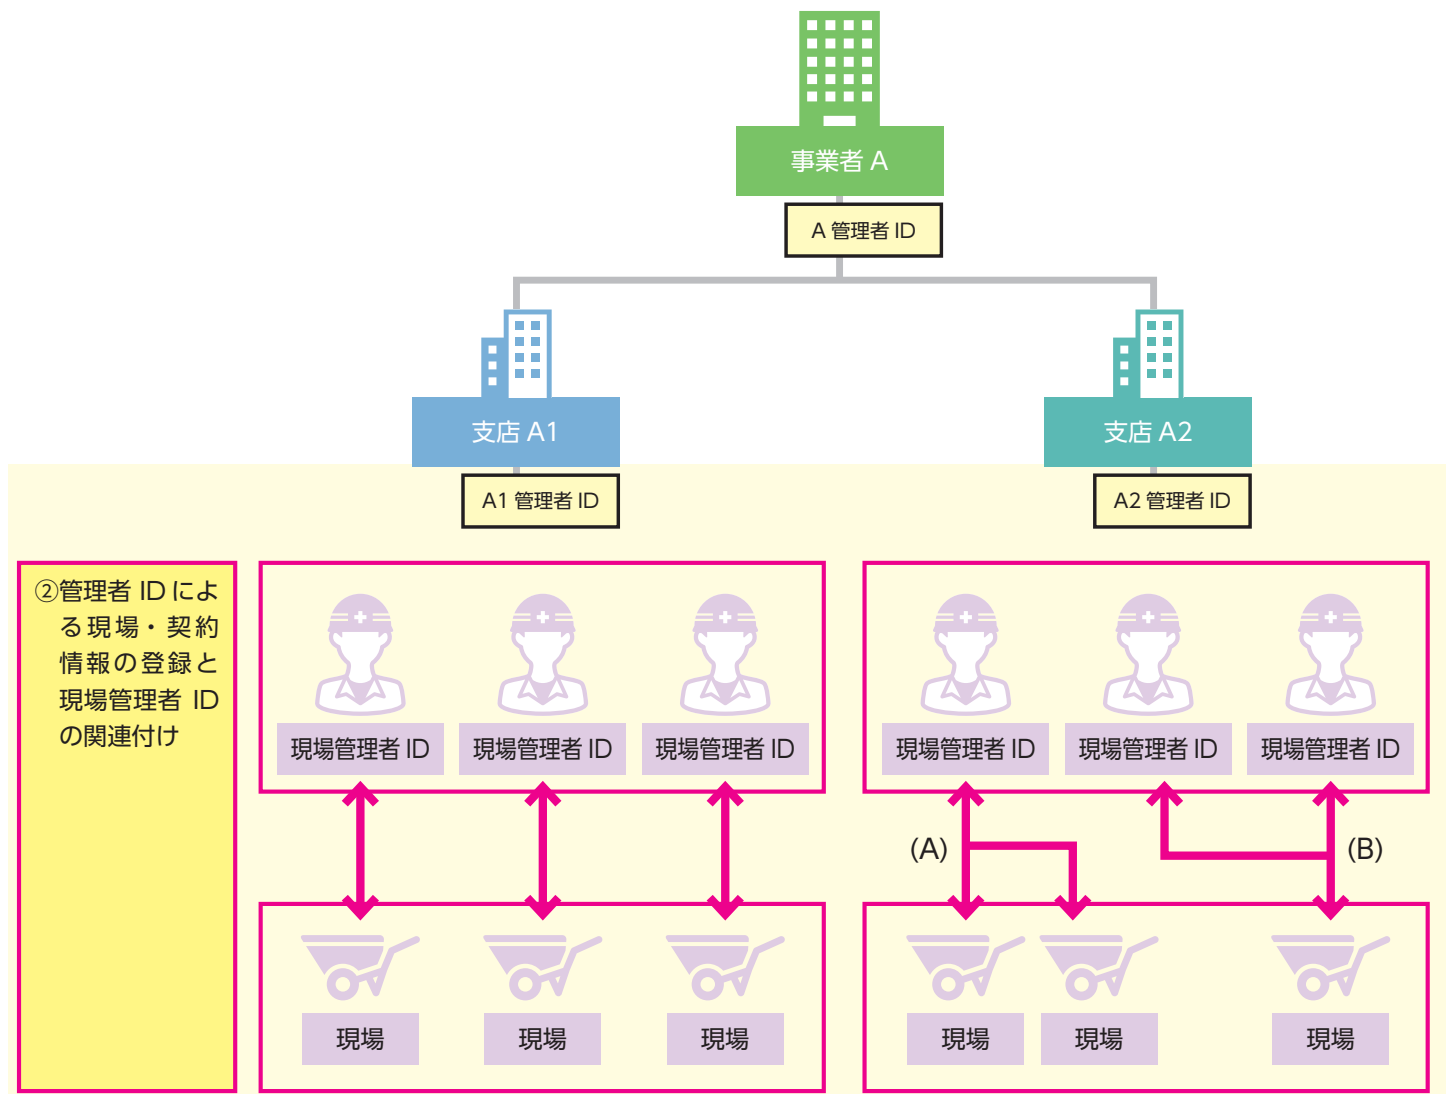 事業者 A
A 管理者 ID
支店 A1
支店 A2
A1 管理者 ID
A2 管理者 ID
②管理者 ID によ
る現場・契約
情報の登録と
現場管理者 ID
の関連付け
現場管理者 ID
現場管理者 ID
現場管理者 ID
現場管理者 ID
現場管理者 ID
現場管理者 ID
(A)
(B)
現場
現場
現場
現場
現場
現場